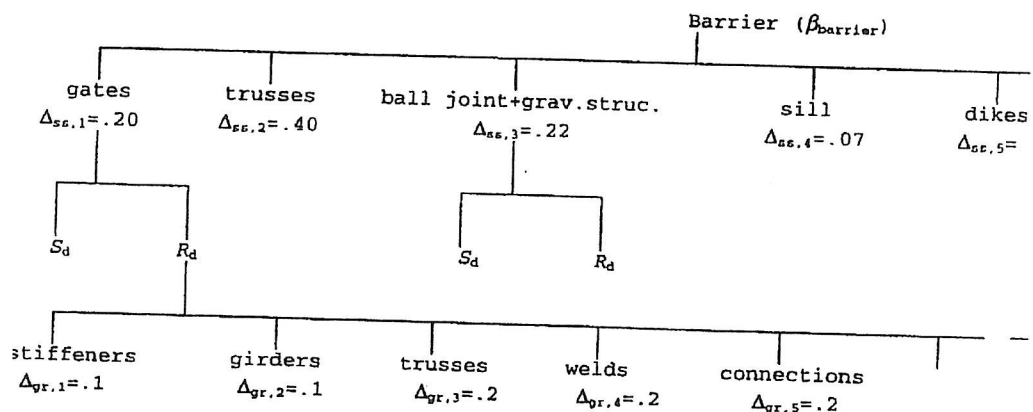 Barrier (β_barrier)
gates trusses ball joint+grav.struc. sill dikes
Δ_ss,1=.20 Δ_ss,2=.40 Δ_ss,3=.22 Δ_ss,4=.07 Δ_ss,5=
S_d R_d S_d R_d
stiffeners girders trusses welds connections
Δ_gr,1=.1 Δ_gr,2=.1 Δ_gr,3=.2 Δ_gr,4=.2 Δ_gr,5=.2